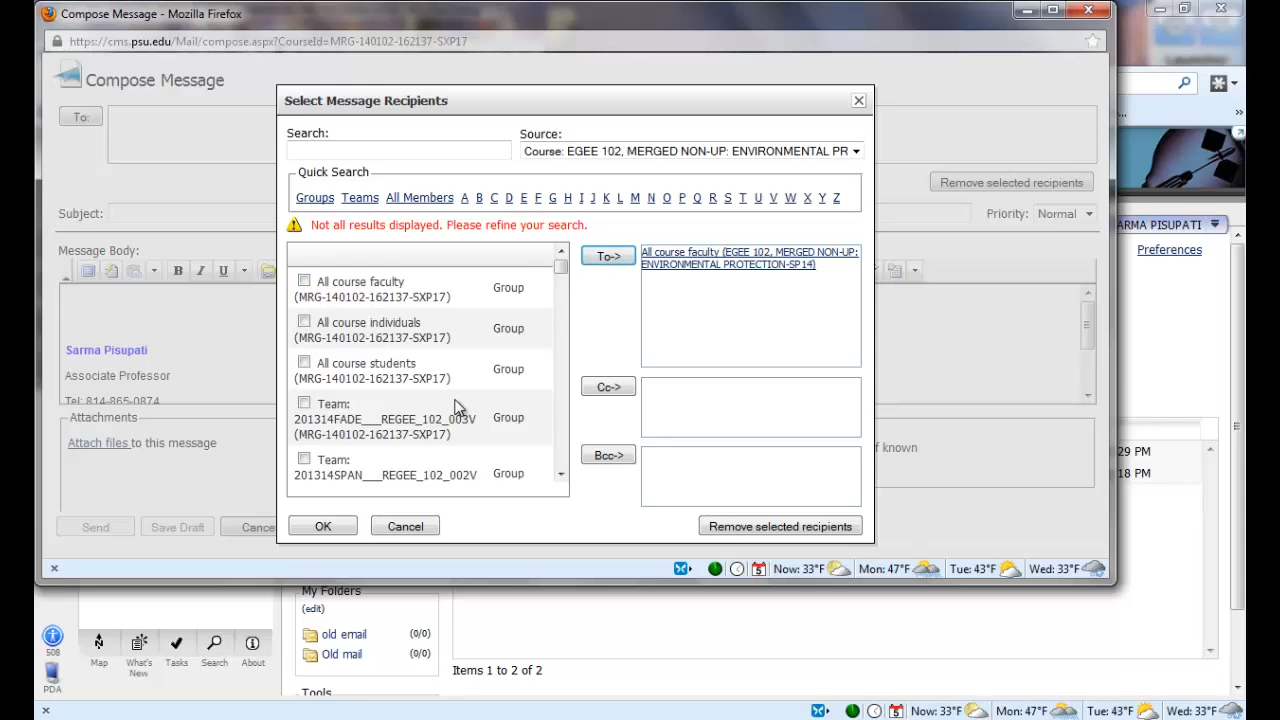 Compose Message - Mozilla Firefox
https://cms.psu.edu/Mail/compose.aspx?CourseId=MRG-140102-162137-SXP17
Compose Message
To:
Remove selected recipients
Subject:
Priority: Normal
Message Body:
B I U
Sarma Pisupati
Associate Professor
Tel: 814-865-0874
Attachments
Attach files to this message
of known
Send
Save Draft
Cance
Select Message Recipients
Search:
Source:
Course: EGEE 102, MERGED NON-UP: ENVIRONMENTAL PR
Quick Search
Groups Teams All Members A B C D E F G H I J K L M N O P Q R S T U V W X Y Z
Not all results displayed. Please refine your search.
All course faculty
(MRG-140102-162137-SXP17)
Group
All course individuals
(MRG-140102-162137-SXP17)
Group
All course students
(MRG-140102-162137-SXP17)
Group
Team:
201314FADE___REGEE_102_003V
(MRG-140102-162137-SXP17)
Group
Team:
201314SPAN___REGEE_102_002V
Group
To->
All course faculty (EGEE 102, MERGED NON-UP:
ENVIRONMENTAL PROTECTION-SP14)
Cc->
Bcc->
OK
Cancel
Remove selected recipients
Now: 33°F Mon: 47°F Tue: 43°F Wed: 33°F
ARMA PISUPATI
Preferences
29 PM
18 PM
My Folders
(edit)
old email (0/0)
Old mail (0/0)
Tools
Items 1 to 2 of 2
508
PDA
Map
What's
New
Tasks
Search
About
Now: 33°F Mon: 47°F Tue: 43°F Wed: 33°F